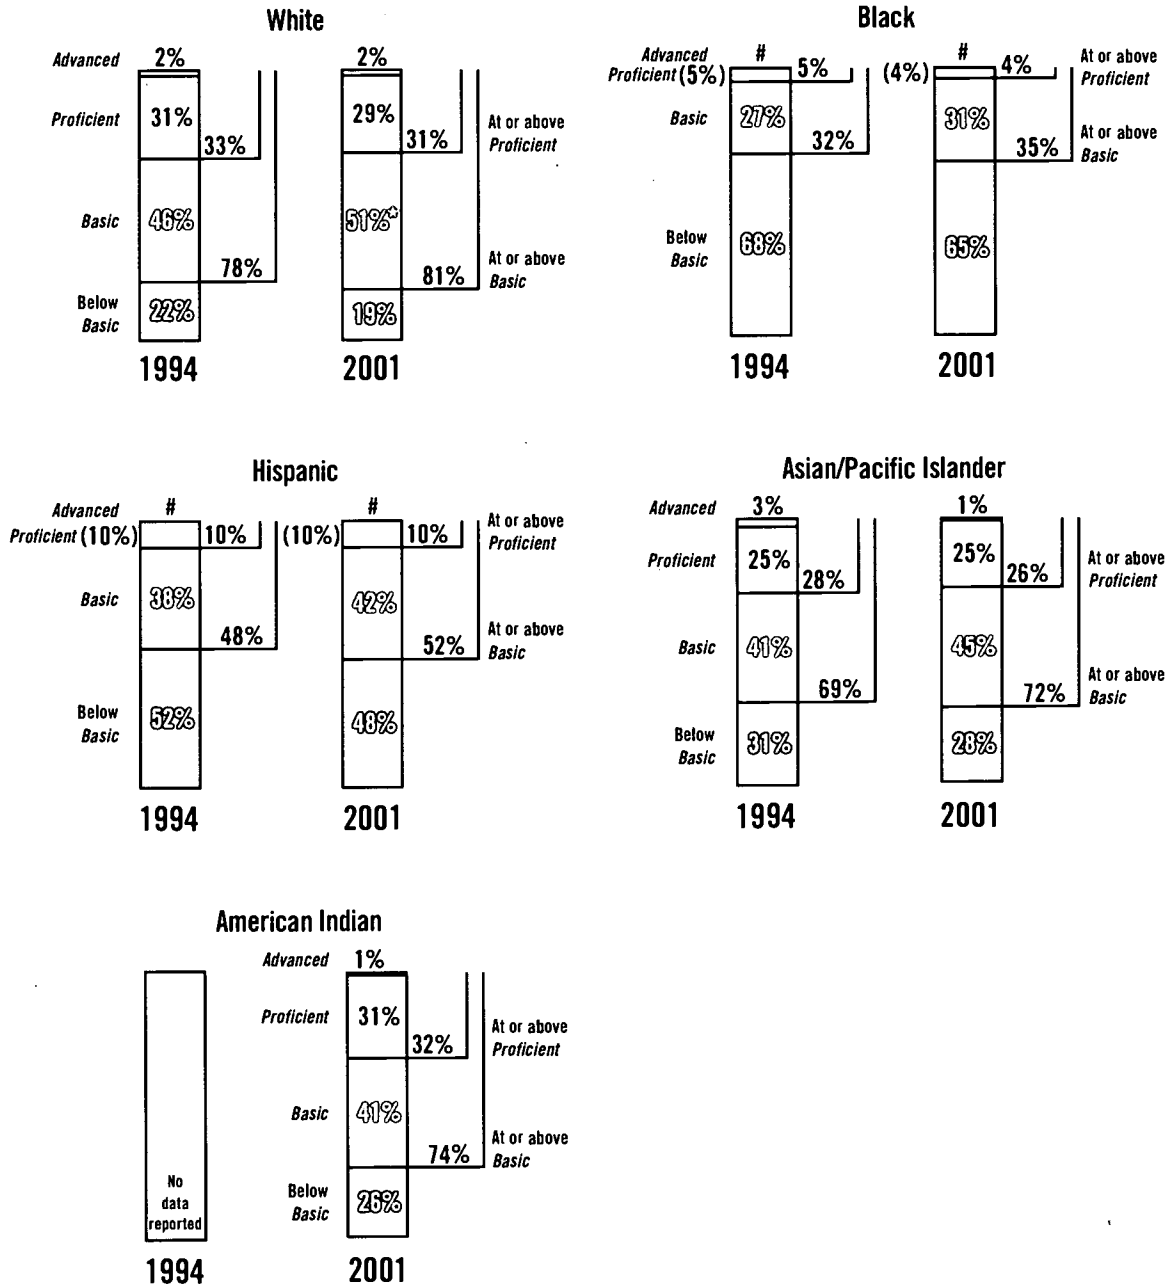 White
Advanced 2% 2%
Proficient 31% 29% At or above
33% 31% Proficient
Basic 46% 51%* At or above
78% 81% Basic
Below 22% 19%
Basic
1994 2001
Black
Advanced # # At or above
Proficient (5%) 5% (4%) 4% Proficient
Basic 27% 31% At or above
32% 35% Basic
Below 68% 65%
Basic
1994 2001
Hispanic
Advanced # # At or above
Proficient (10%) 10% (10%) 10% Proficient
Basic 38% 42% At or above
48% 52% Basic
Below 52% 48%
Basic
1994 2001
Asian/Pacific Islander
Advanced 3% 1%
Proficient 25% 25% At or above
28% 26% Proficient
Basic 41% 45% At or above
69% 72% Basic
Below 31% 28%
Basic
1994 2001
American Indian
Advanced 1%
Proficient 31% At or above
32% Proficient
Basic 41% At or above
74% Basic
No
data
reported
Below 26%
Basic
1994 2001